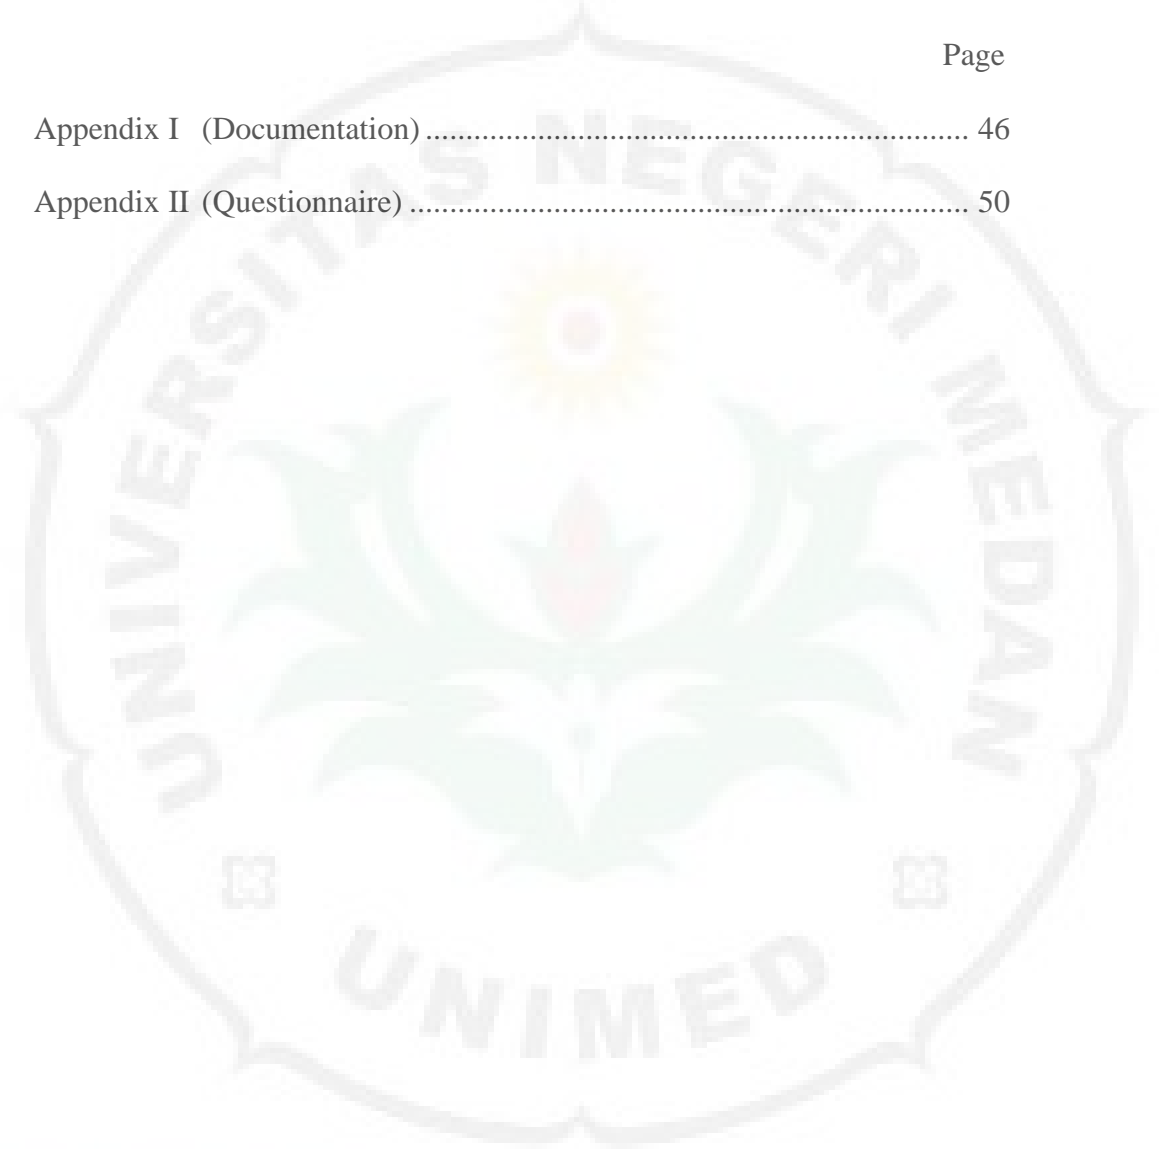 Page
Appendix I (Documentation) ................................................................... 46
Appendix II (Questionnaire) ..................................................................... 50
UNIVERSITAS NEGERI MEDAN
UNIMED